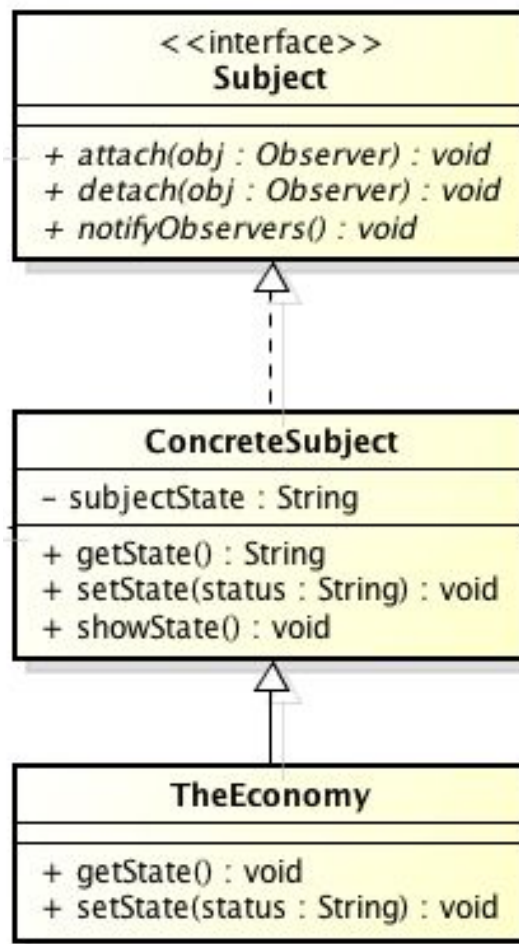 <<interface>>
Subject
+ attach(obj : Observer) : void
+ detach(obj : Observer) : void
+ notifyObservers() : void
ConcreteSubject
- subjectState : String
+ getState() : String
+ setState(status : String) : void
+ showState() : void
TheEconomy
+ getState() : void
+ setState(status : String) : void